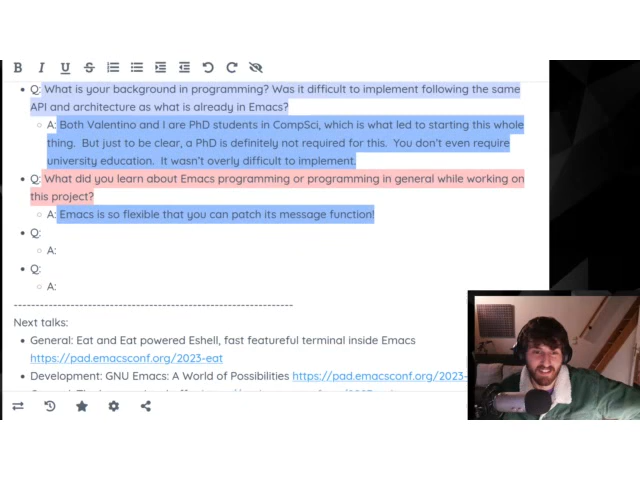 B I U S
Q: What is your background in programming? Was it difficult to implement following the same
API and architecture as what is already in Emacs?
A: Both Valentino and I are PhD students in CompSci, which is what led to starting this whole
thing. But just to be clear, a PhD is definitely not required for this. You don't even require
university education. It wasn't overly difficult to implement.
Q: What did you learn about Emacs programming or programming in general while working on
this project?
A: Emacs is so flexible that you can patch its message function!
Q:
A:
Q:
A:
----------------------------------------------------------------
Next talks:
General: Eat and Eat powered Eshell, fast featureful terminal inside Emacs
https://pad.emacsconf.org/2023-eat
Development: GNU Emacs: A World of Possibilities https://pad.emacsconf.org/2023-